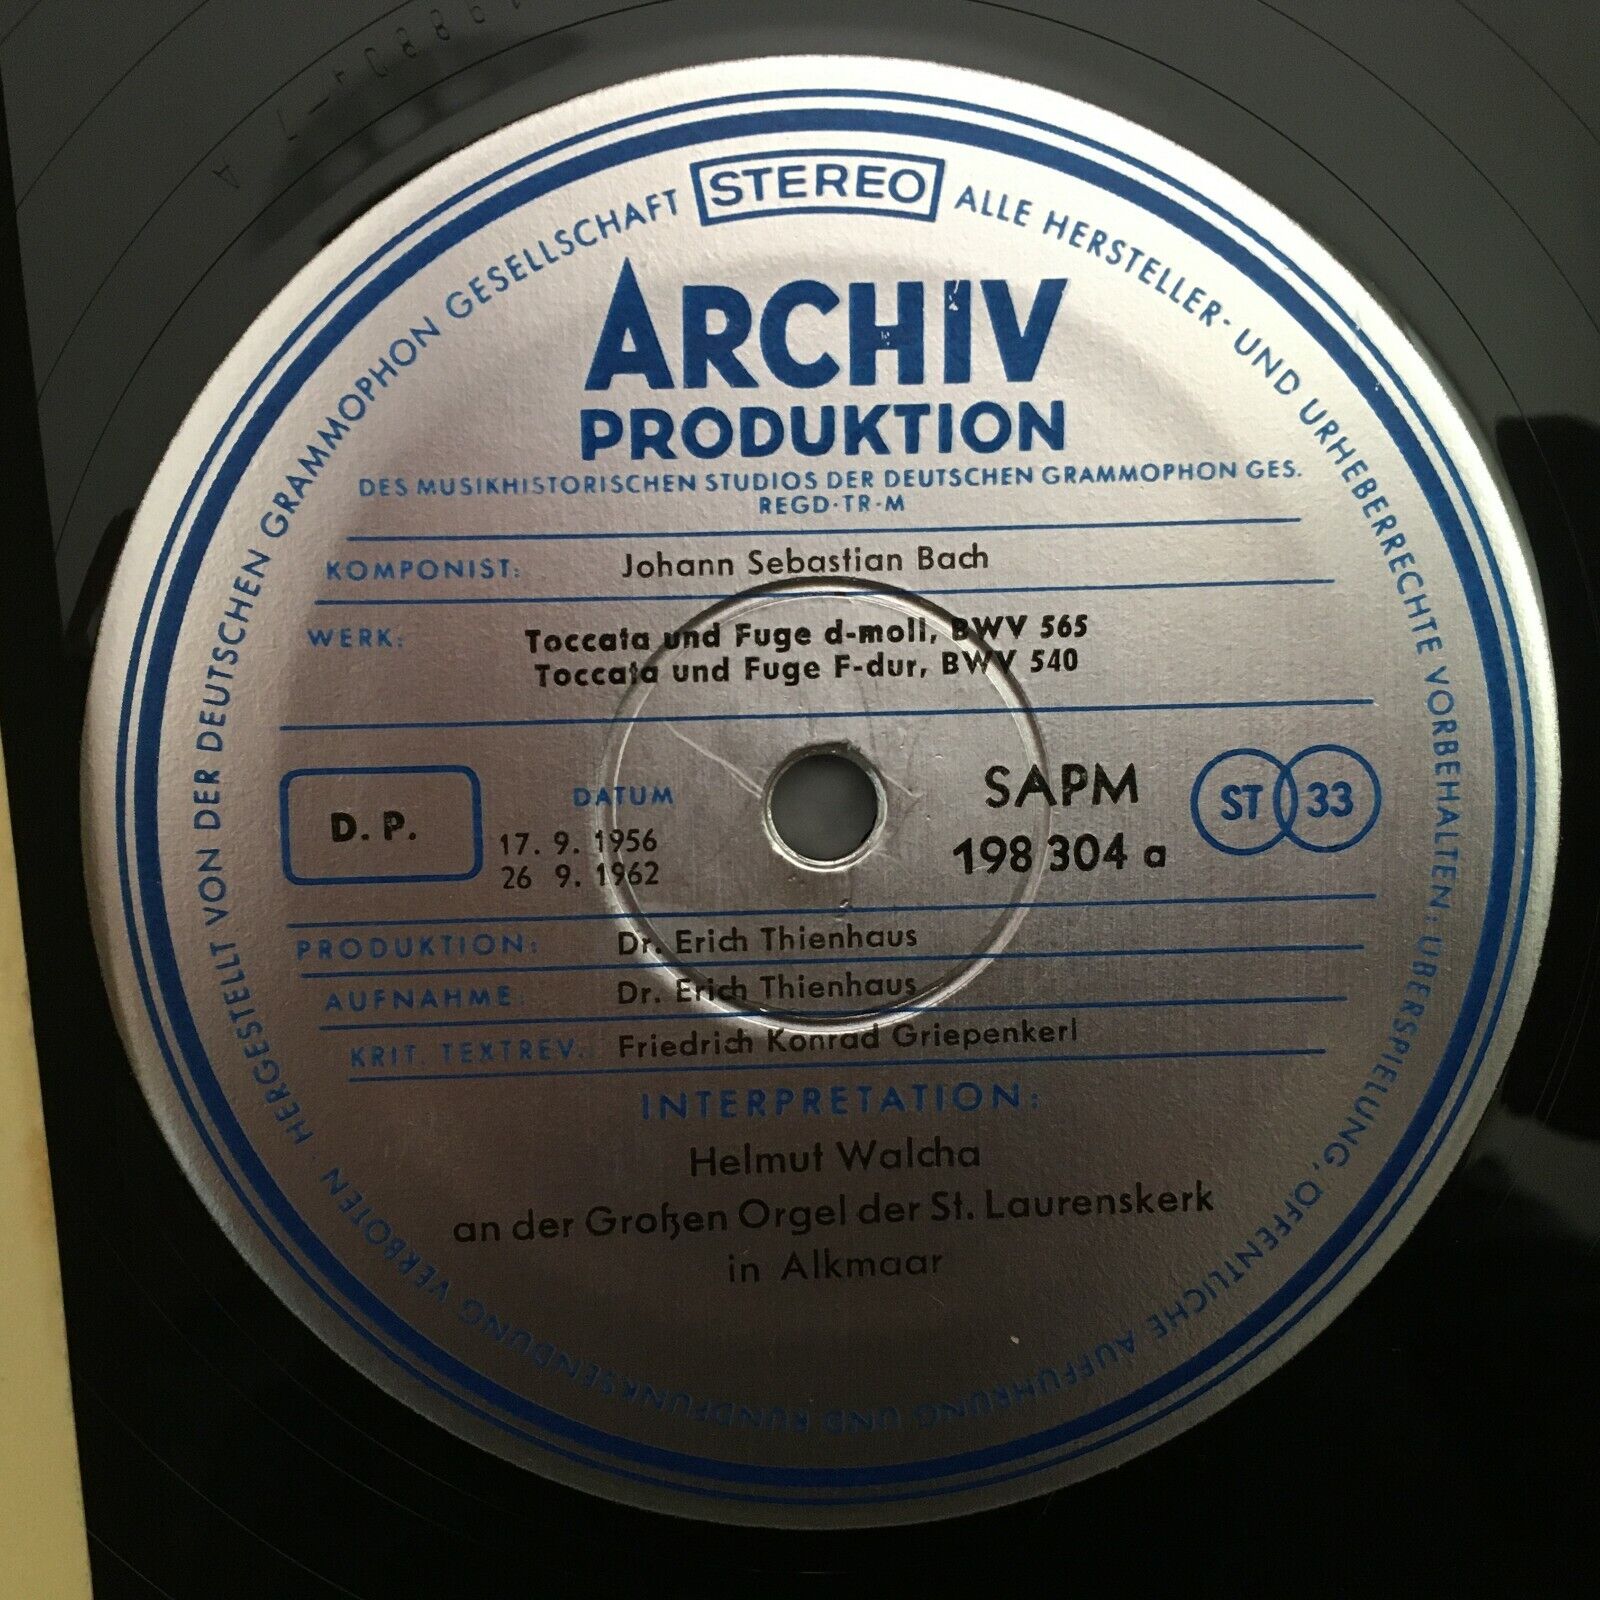 HERGESTELLT VON DER DEUTSCHEN GRAMMOPHON GESELLSCHAFT
STEREO
ALLE HERSTELLER- UND URHEBERRECHTE VORBEHALTEN; ÜBERSPIELUNG, ÖFFENTLICHE AUFFÜHRUNG UND RUNDFUNKSENDUNG VERBOTEN ·
ARCHIV
PRODUKTION
DES MUSIKHISTORISCHEN STUDIOS DER DEUTSCHEN GRAMMOPHON GES.
REGD·TR·M
KOMPONIST: Johann Sebastian Bach
WERK: Toccata und Fuge d-moll, BWV 565
Toccata und Fuge F-dur, BWV 540
D. P.
DATUM
17. 9. 1956
26 9. 1962
SAPM
198 304 a
ST 33
PRODUKTION: Dr. Erich Thienhaus
AUFNAHME: Dr. Erich Thienhaus
KRIT. TEXTREV.: Friedrich Konrad Griepenkerl
INTERPRETATION:
Helmut Walcha
an der Großen Orgel der St. Laurenskerk
in Alkmaar